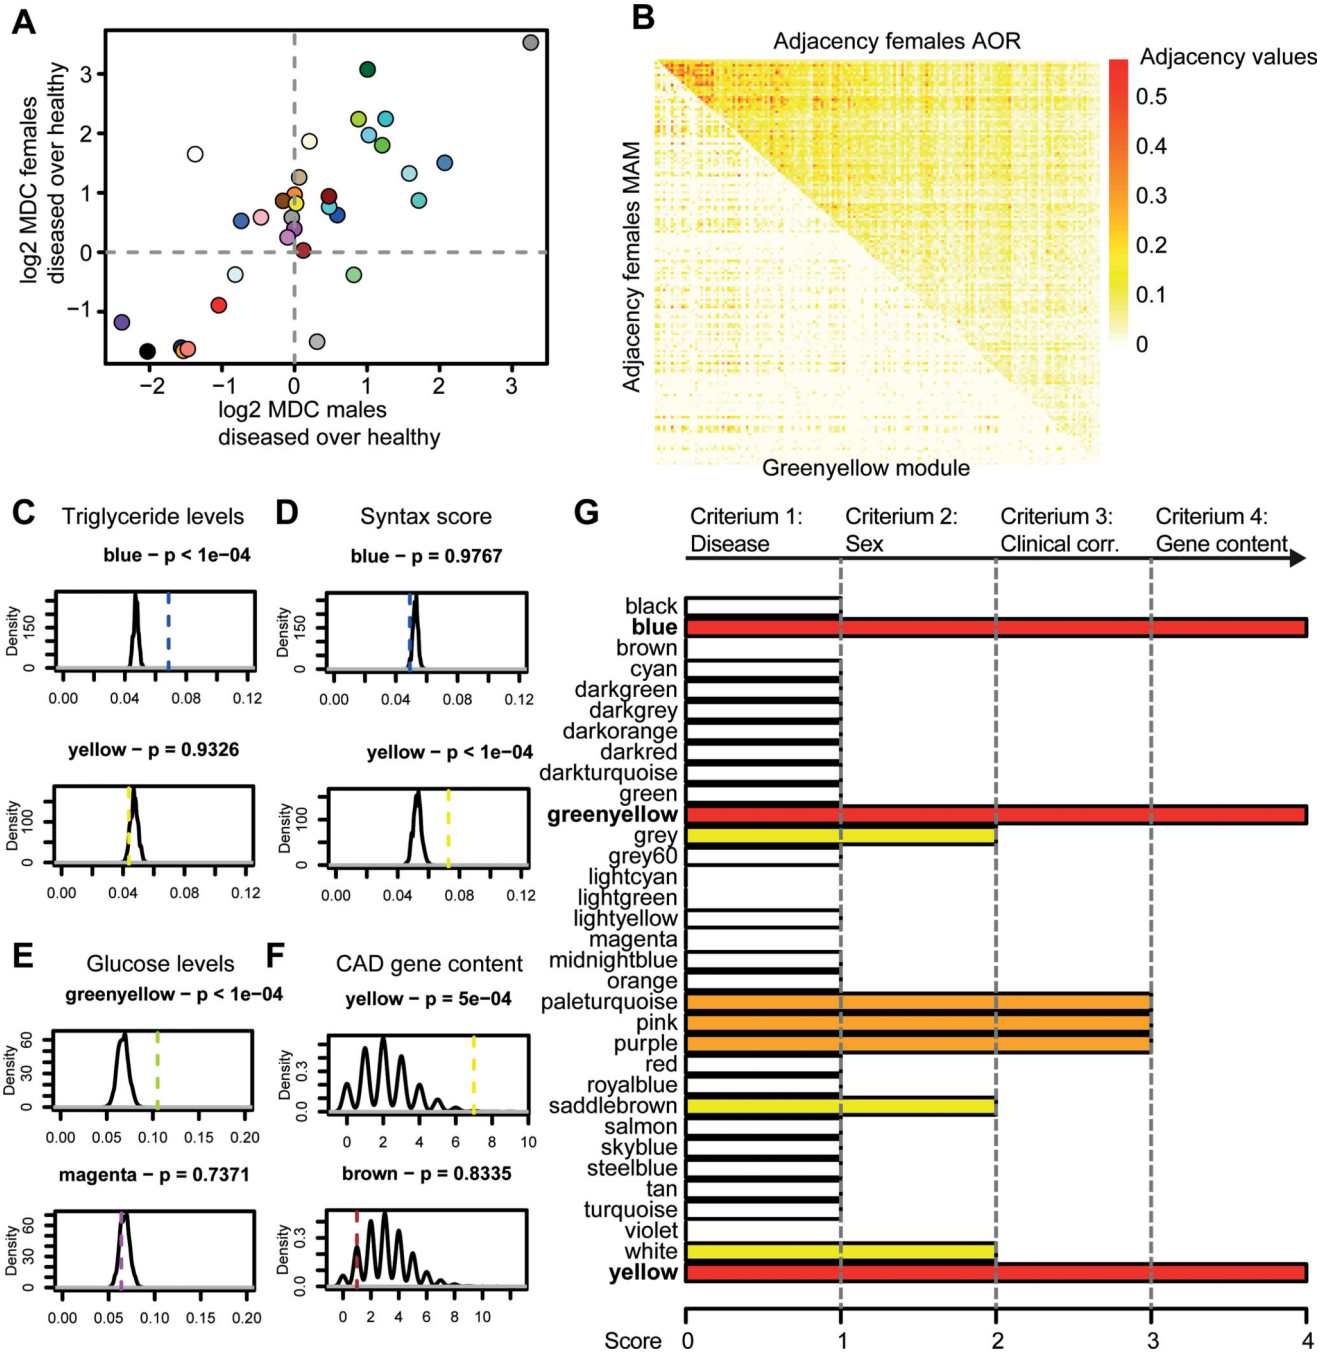 A
log2 MDC females
diseased over healthy
3
2
1
0
−1
−2
−1
0
1
2
3
log2 MDC males
diseased over healthy
B
Adjacency females AOR
Adjacency females MAM
Greenyellow module
Adjacency values
0.5
0.4
0.3
0.2
0.1
0
C
Triglyceride levels
blue − p < 1e−04
Density
150
0
0.00 0.04 0.08 0.12
yellow − p = 0.9326
Density
100
0
0.00 0.04 0.08 0.12
D
Syntax score
blue − p = 0.9767
Density
150
0
0.00 0.04 0.08 0.12
yellow − p < 1e−04
Density
100
0
0.00 0.04 0.08 0.12
E
Glucose levels
greenyellow − p < 1e−04
Density
60
30
0
0.00 0.05 0.10 0.15 0.20
magenta − p = 0.7371
Density
60
30
0
0.00 0.05 0.10 0.15 0.20
F
CAD gene content
yellow − p = 5e−04
Density
0.3
0.0
0 2 4 6 8 10
brown − p = 0.8335
Density
0.3
0.0
0 2 4 6 8 10
G
Criterium 1:
Disease
Criterium 2:
Sex
Criterium 3:
Clinical corr.
Criterium 4:
Gene content
black
blue
brown
cyan
darkgreen
darkgrey
darkorange
darkred
darkturquoise
green
greenyellow
grey
grey60
lightcyan
lightgreen
lightyellow
magenta
midnightblue
orange
paleturquoise
pink
purple
red
royalblue
saddlebrown
salmon
skyblue
steelblue
tan
turquoise
violet
white
yellow
Score 0 1 2 3 4